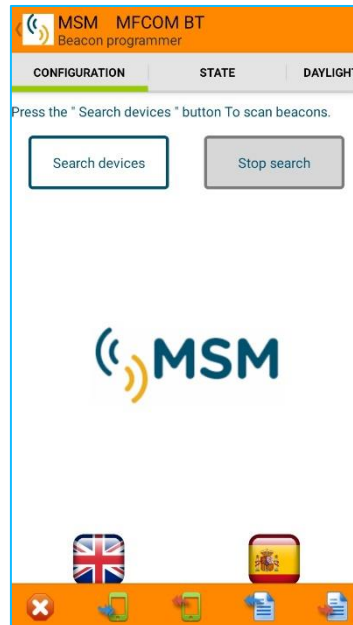 MSM MFCOM BT
Beacon programmer
CONFIGURATION STATE DAYLIGHT
Press the " Search devices " button To scan beacons.
Search devices Stop search
MSM